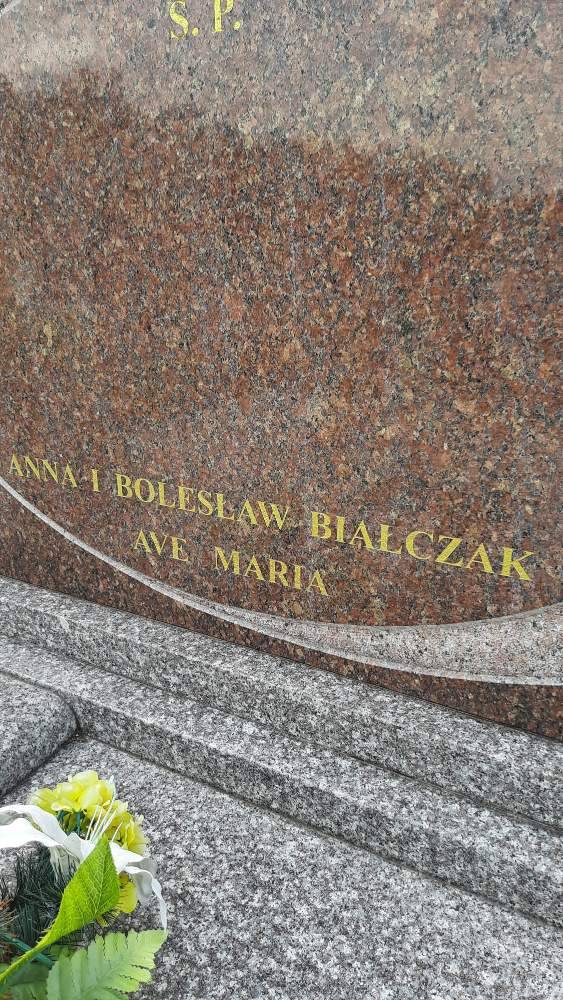 Ś. P.
ANNA I BOLESŁAW BIAŁCZAK
AVE MARIA